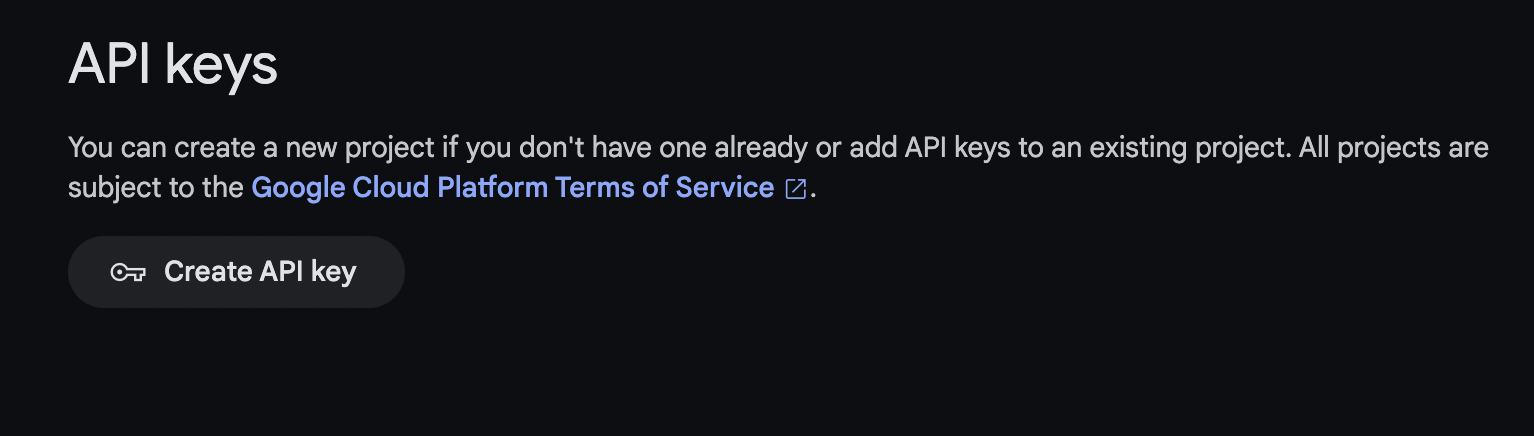 API keys
You can create a new project if you don't have one already or add API keys to an existing project. All projects are
subject to the Google Cloud Platform Terms of Service.
Create API key